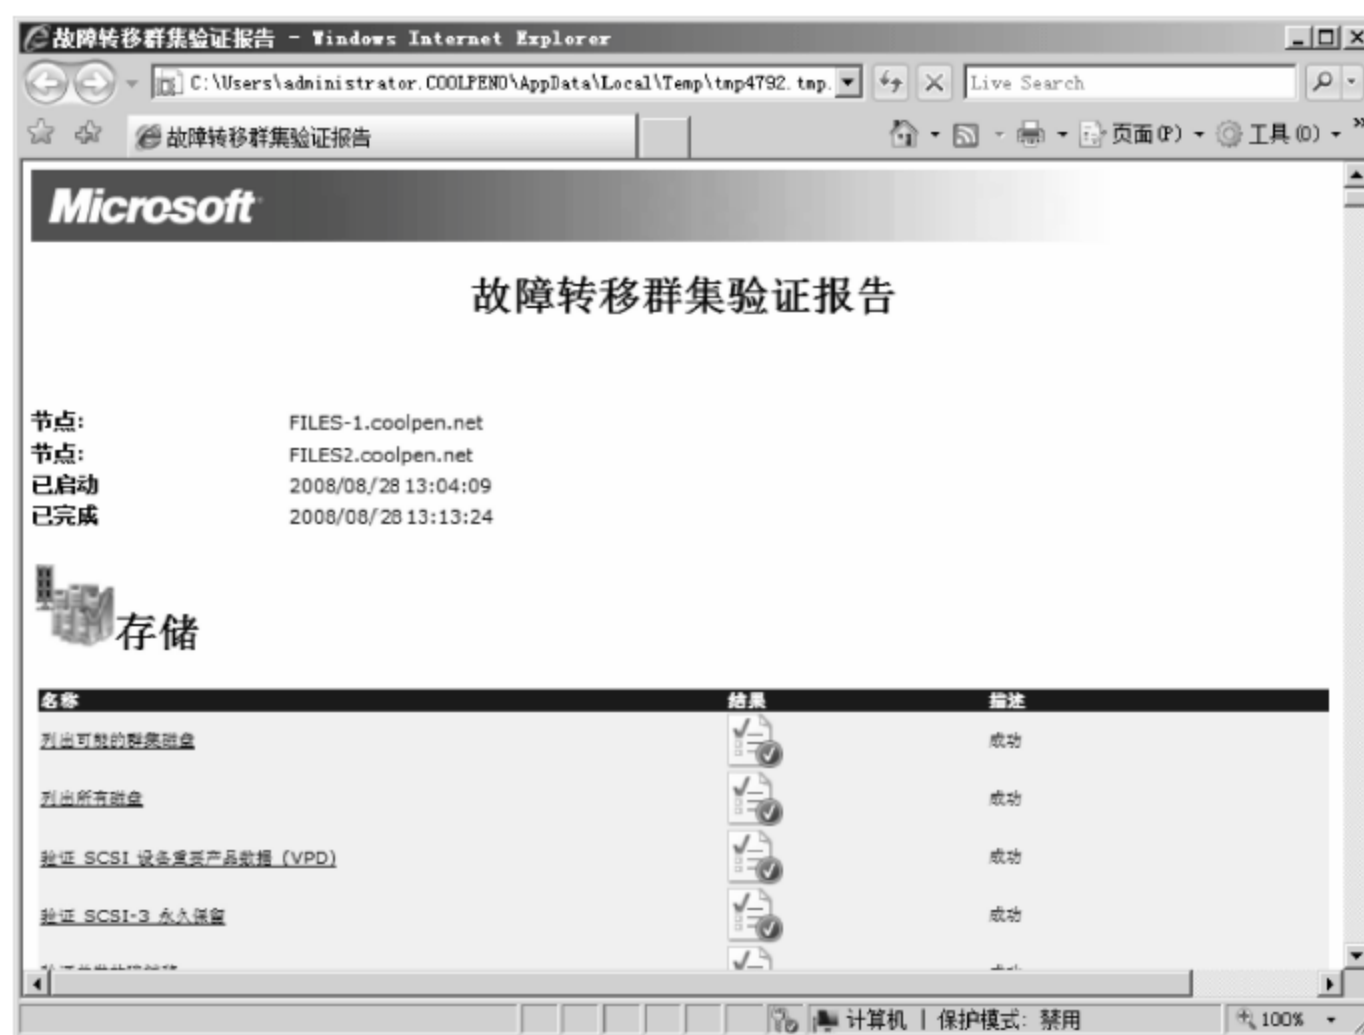 故障转移群集验证报告 - Windows Internet Explorer
C:\Users\administrator.COOLPEN0\AppData\Local\Temp\tmp4792.tmp.
Live Search
故障转移群集验证报告
页面(P)
工具(O)
Microsoft
故障转移群集验证报告
节点: FILES-1.coolpen.net
节点: FILES2.coolpen.net
已启动 2008/08/28 13:04:09
已完成 2008/08/28 13:13:24
存储
名称 结果 描述
列出可能的群集磁盘 成功
列出所有磁盘 成功
验证 SCSI 设备重要产品数据 (VPD) 成功
验证 SCSI-3 永久保留 成功
计算机 | 保护模式: 禁用
100%